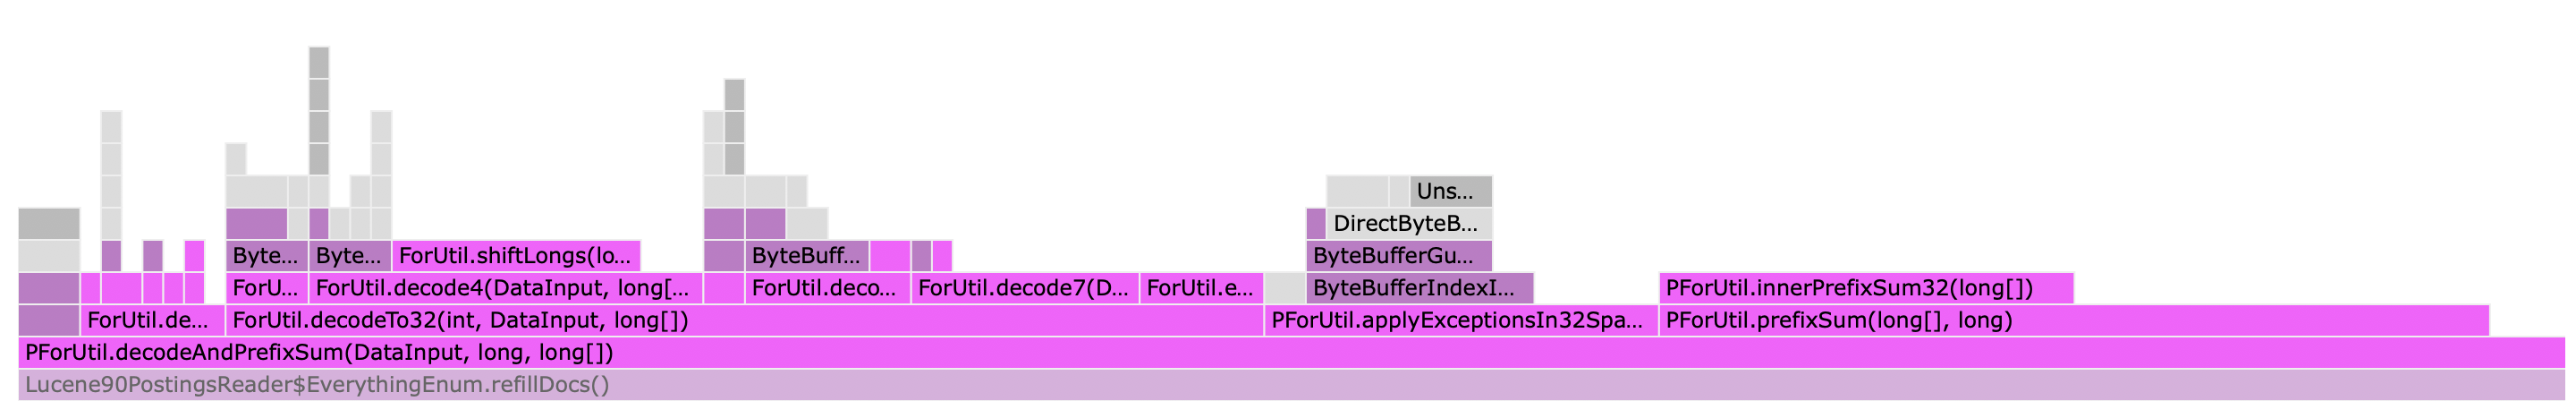 Uns...
DirectByteB...
Byte... Byte... ForUtil.shiftLongs(lo... ByteBuff... ByteBufferGu...
ForU... ForUtil.decode4(DataInput, long[... ForUtil.deco... ForUtil.decode7(D... ForUtil.e... ByteBufferIndexI... PForUtil.innerPrefixSum32(long[])
ForUtil.de... ForUtil.decodeTo32(int, DataInput, long[]) PForUtil.applyExceptionsIn32Spa... PForUtil.prefixSum(long[], long)
PForUtil.decodeAndPrefixSum(DataInput, long, long[])
Lucene90PostingsReader$EverythingEnum.refillDocs()